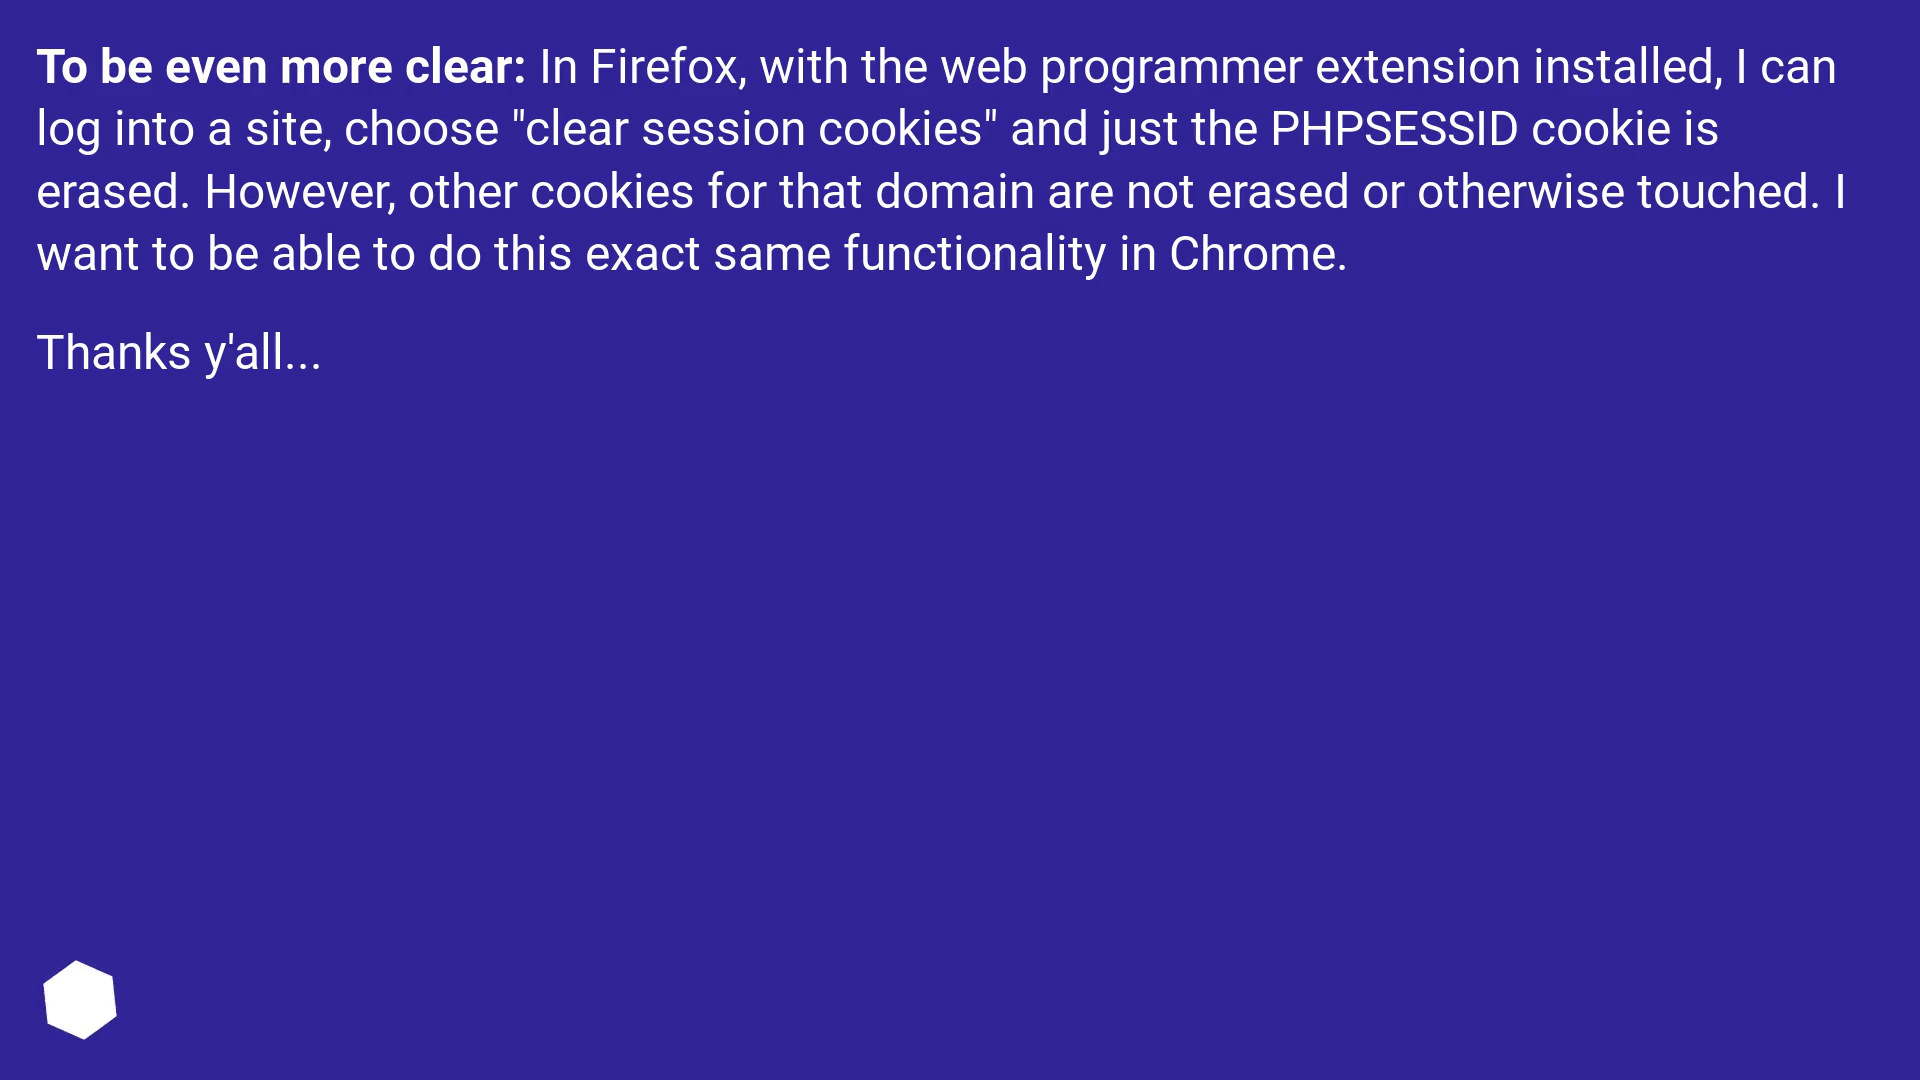 To be even more clear: In Firefox, with the web programmer extension installed, I can
log into a site, choose "clear session cookies" and just the PHPSESSID cookie is
erased. However, other cookies for that domain are not erased or otherwise touched. I
want to be able to do this exact same functionality in Chrome.
Thanks y'all...